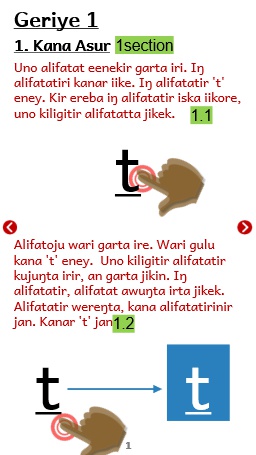 Geriye 1
1. Kana Asur 1section
Uno alifatat eenekir garta iri. Iŋ
alifatatiri kanar iike. Iŋ alifatatir 't'
eney. Kir ereba iŋ alifatatir iska iikore,
uno kiligitir alifatatta jikek. 1.1
t
Alifatoju wari garta ire. Wari gulu
kana 't' eney. Uno kiligitir alifatatir
kujuŋta irir, an garta jikin. Iŋ
alifatatir, alifatat awuŋta irta jikek.
Alifatatir wereŋta, kana alifatatirinir
jan. Kanar 't' jan 1.2
t t
1